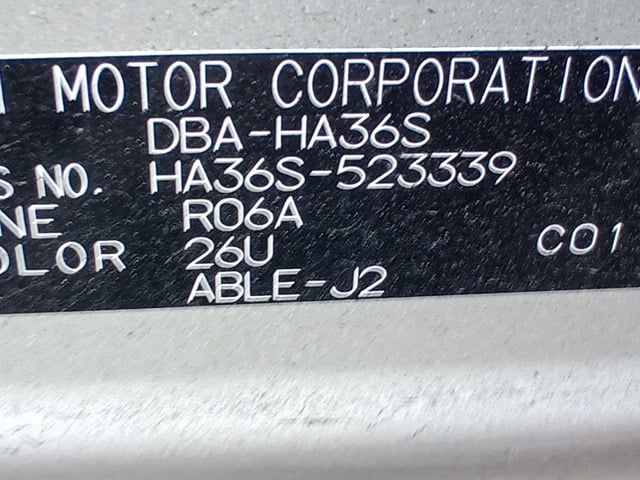 MOTOR CORPORATION
DBA-HA36S
S NO. HA36S-523339
NE R06A
OLOR 26U C01
ABLE-J2